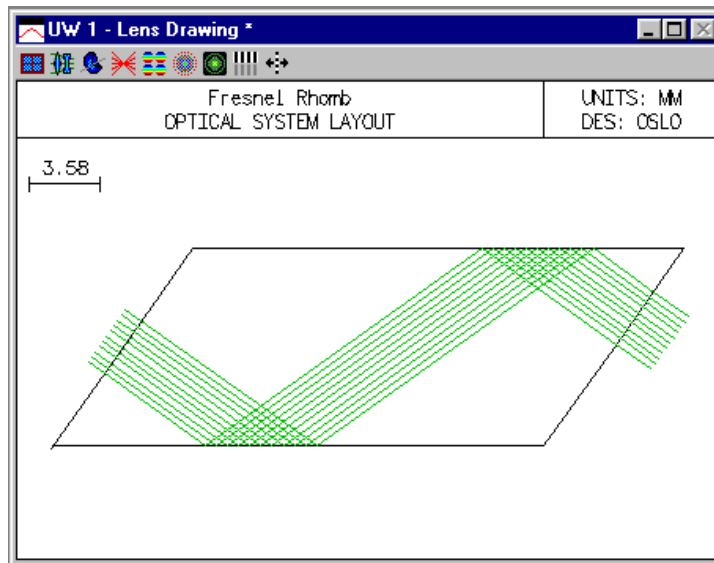 UW 1 - Lens Drawing *
Fresnel Rhomb
OPTICAL SYSTEM LAYOUT
UNITS: MM
DES: OSLO
3.58